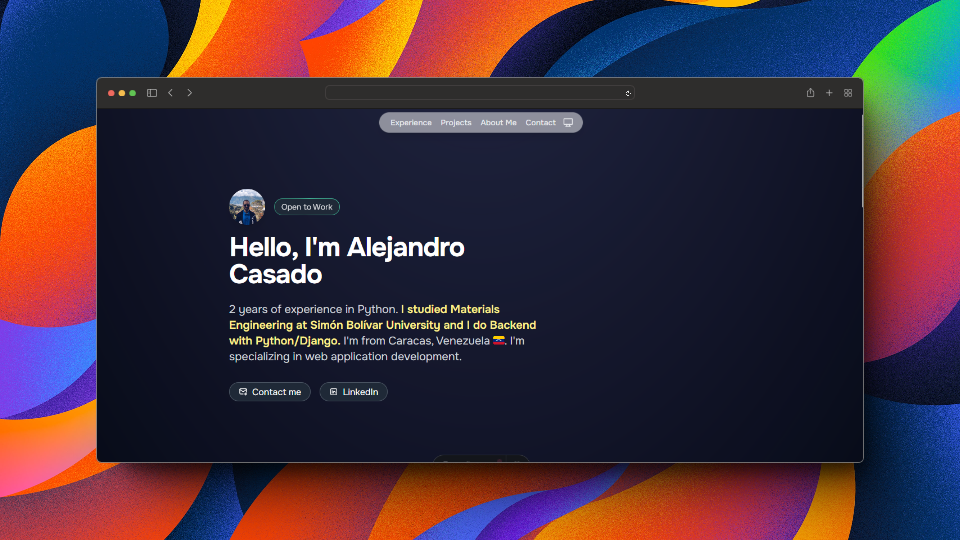 Experience Projects About Me Contact
Open to Work
Hello, I'm Alejandro
Casado
2 years of experience in Python. I studied Materials
Engineering at Simón Bolívar University and I do Backend
with Python/Django. I'm from Caracas, Venezuela 🇻🇪. I'm
specializing in web application development.
Contact me LinkedIn